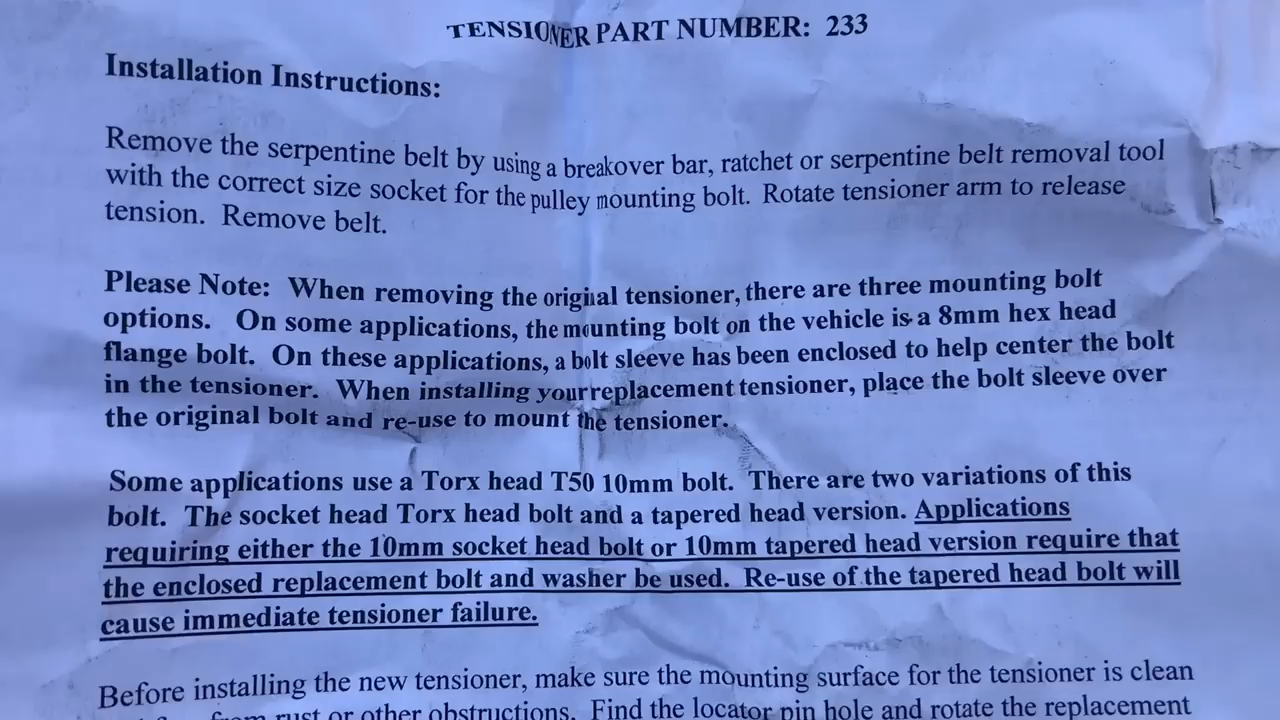 TENSIONER PART NUMBER: 233
Installation Instructions:
Remove the serpentine belt by using a breakover bar, ratchet or serpentine belt removal tool
with the correct size socket for the pulley mounting bolt. Rotate tensioner arm to release
tension. Remove belt.
Please Note: When removing the original tensioner, there are three mounting bolt
options. On some applications, the mounting bolt on the vehicle is a 8mm hex head
flange bolt. On these applications, a bolt sleeve has been enclosed to help center the bolt
in the tensioner. When installing your replacement tensioner, place the bolt sleeve over
the original bolt and re-use to mount the tensioner.
Some applications use a Torx head T50 10mm bolt. There are two variations of this
bolt. The socket head Torx head bolt and a tapered head version. Applications
requiring either the 10mm socket head bolt or 10mm tapered head version require that
the enclosed replacement bolt and washer be used. Re-use of the tapered head bolt will
cause immediate tensioner failure.
Before installing the new tensioner, make sure the mounting surface for the tensioner is clean
from rust or other obstructions. Find the locator pin hole and rotate the replacement